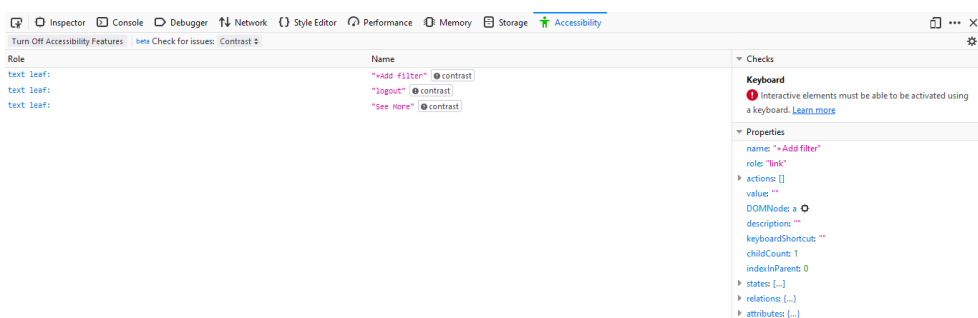 Inspector Console Debugger Network {} Style Editor Performance Memory Storage Accessibility
Turn Off Accessibility Features beta Check for issues: Contrast
Role Name
text leaf: "+Add filter" contrast
text leaf: "logout" contrast
text leaf: "See More" contrast
Checks
Keyboard
Interactive elements must be able to be activated using
a keyboard. Learn more
Properties
name: "+Add filter"
role: "link"
actions: []
value: ""
DOMNode: a
description: ""
keyboardShortcut: ""
childCount: 1
indexInParent: 0
states: […]
relations: {…}
attributes: {…}